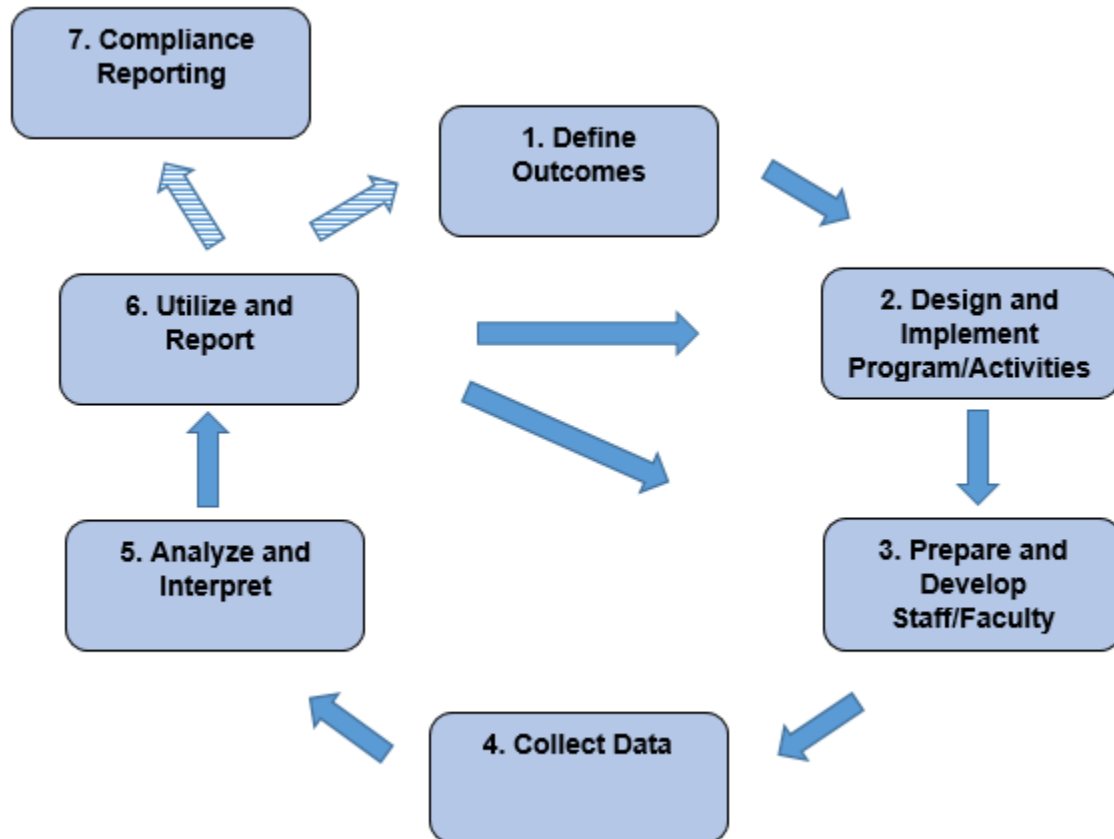 7. Compliance
Reporting
1. Define
Outcomes
2. Design and
Implement
Program/Activities
3. Prepare and
Develop
Staff/Faculty
4. Collect Data
5. Analyze and
Interpret
6. Utilize and
Report